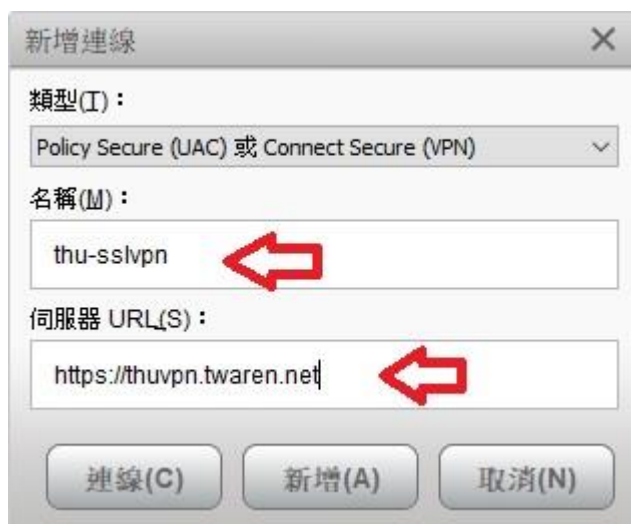 新增連線
類型(T)：
Policy Secure (UAC) 或 Connect Secure (VPN)
名稱(M)：
thu-sslvpn
伺服器 URL(S)：
https://thuvpn.twaren.net
連線(C) 新增(A) 取消(N)